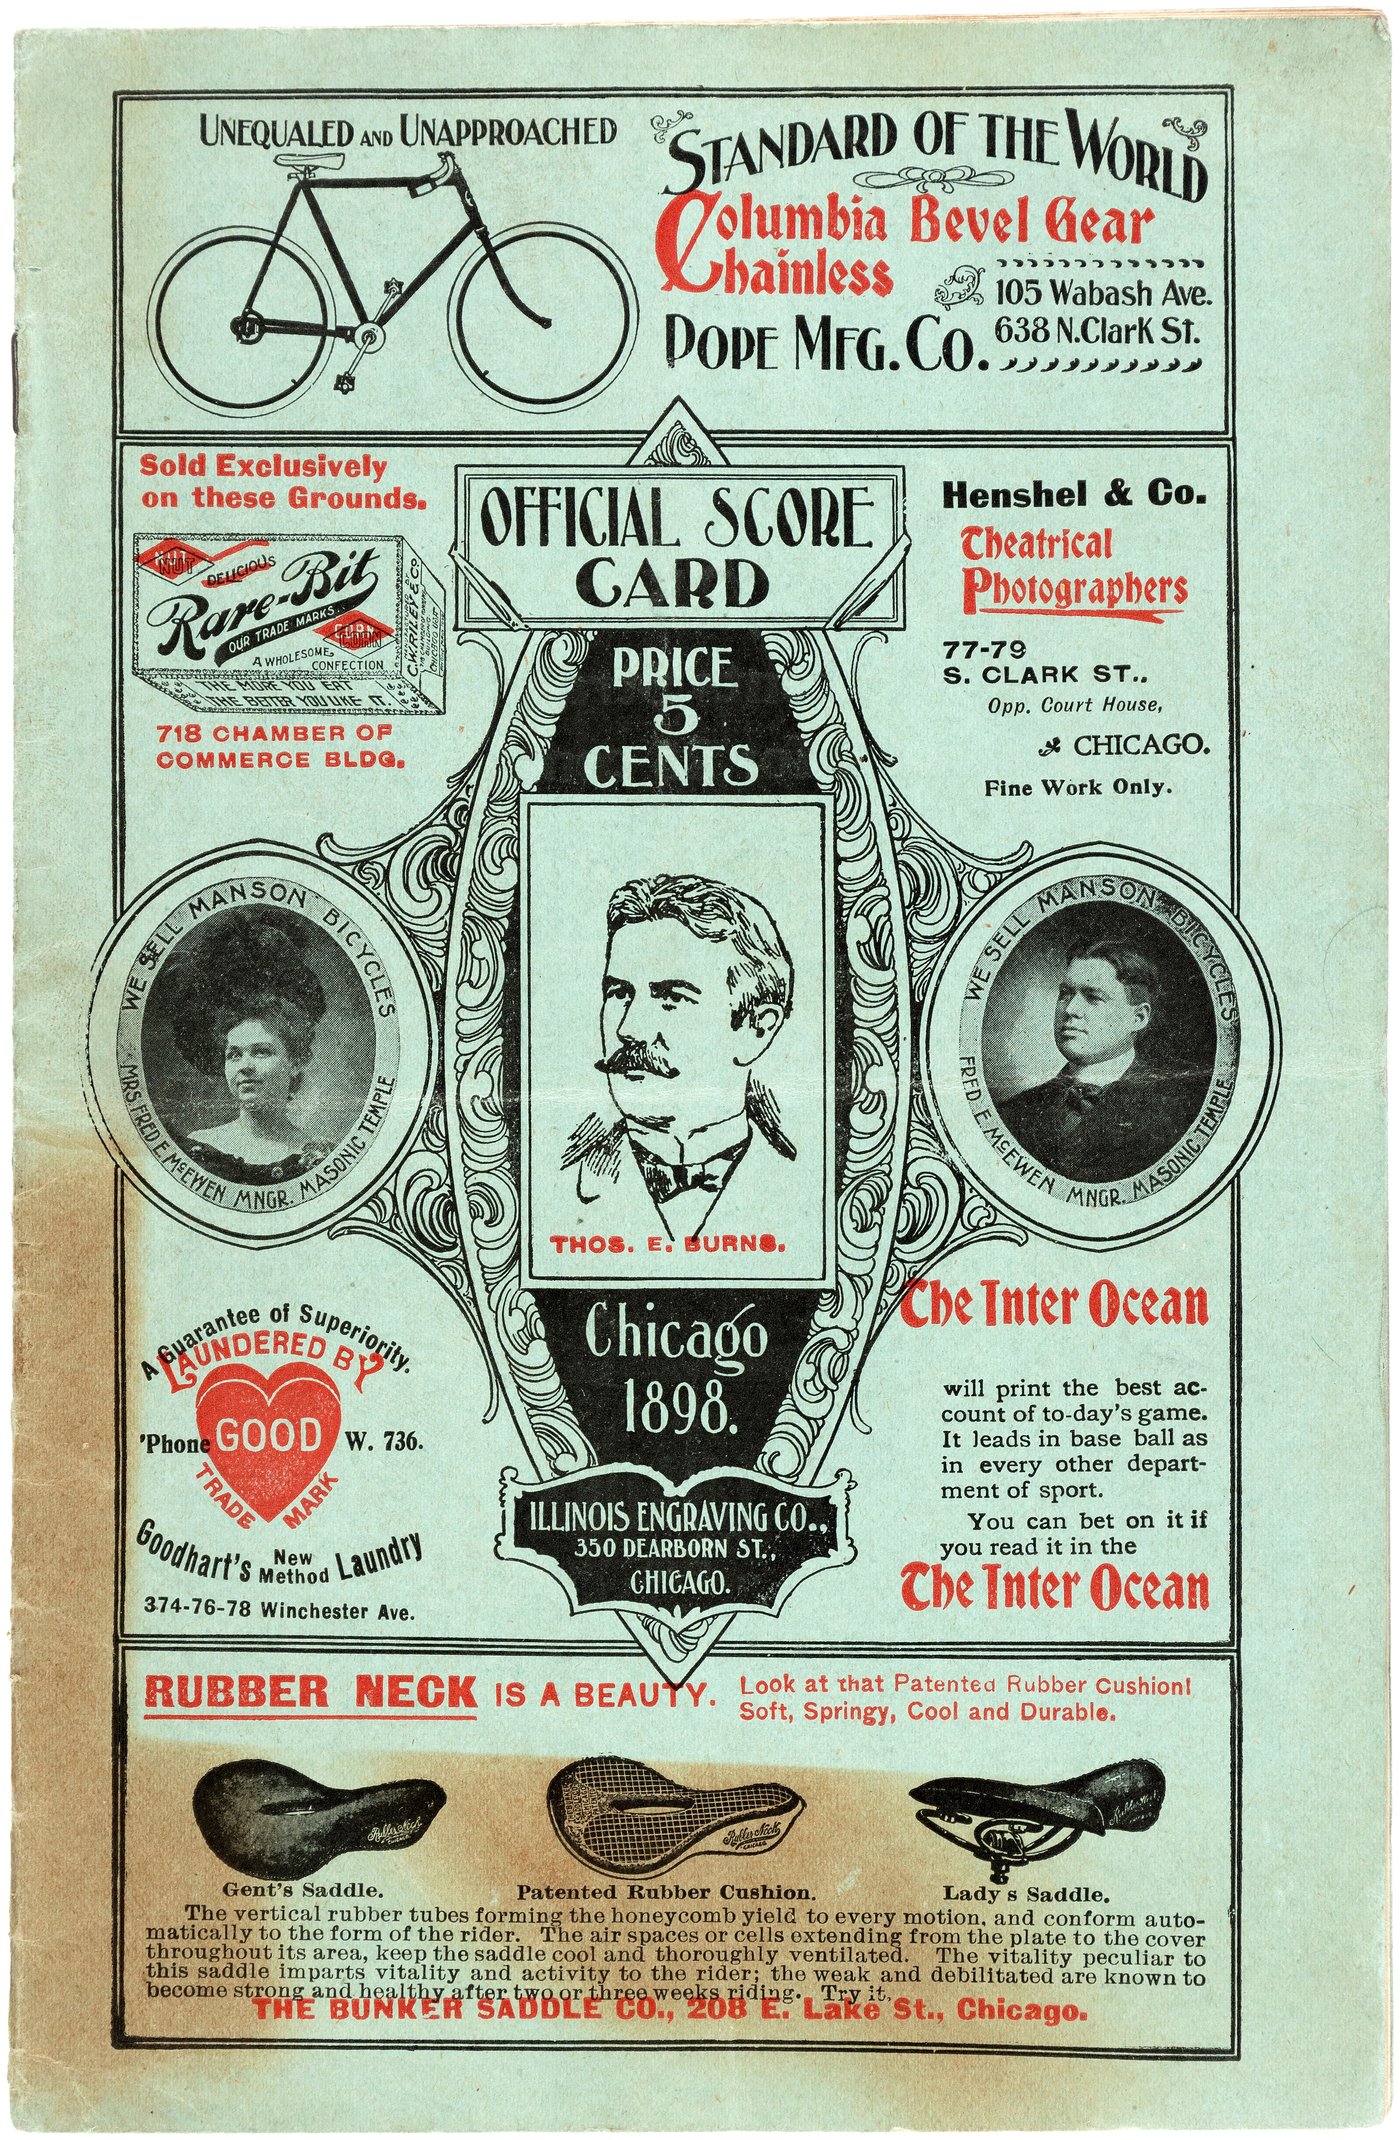 UNEQUALED AND UNAPPROACHED
STANDARD OF THE WORLD
Columbia Bevel Gear
Chainless
105 Wabash Ave.
638 N. Clark St.
POPE MFG. CO.
Sold Exclusively
on these Grounds.
NUT
DELICIOUS
Rare-Bit
OUR TRADE MARKS.
CORN
A WHOLESOME
CONFECTION
C.W. RILEY & CO
THE MORE YOU EAT
THE BETTER YOU LIKE IT.
718 CHAMBER OF
COMMERCE BLDG.
OFFICIAL SCORE
CARD
PRICE
5
CENTS
Henshel & Co.
Theatrical
Photographers
77-79
S. CLARK ST..
Opp. Court House,
CHICAGO.
Fine Work Only.
WE SELL MANSON BICYCLES
MRS. FRED E. McEWEN MNGR. MASONIC TEMPLE
THOS. E. BURNS.
WE SELL MANSON BICYCLES
FRED E. McEWEN MNGR. MASONIC TEMPLE
Chicago
1898.
ILLINOIS ENGRAVING CO.,
350 DEARBORN ST.,
CHICAGO.
A Guarantee of Superiority.
LAUNDERED BY
'Phone GOOD W. 736.
TRADE MARK
Goodhart's New Method Laundry
374-76-78 Winchester Ave.
The Inter Ocean
will print the best ac-
count of to-day's game.
It leads in base ball as
in every other depart-
ment of sport.
You can bet on it if
you read it in the
The Inter Ocean
RUBBER NECK IS A BEAUTY.
Look at that Patented Rubber Cushion!
Soft, Springy, Cool and Durable.
Rubber Neck
CHICAGO
Rubber Neck
CHICAGO
Rubber Neck
Gent's Saddle.
Patented Rubber Cushion.
Lady s Saddle.
The vertical rubber tubes forming the honeycomb yield to every motion, and conform auto-
matically to the form of the rider. The air spaces or cells extending from the plate to the cover
throughout its area, keep the saddle cool and thoroughly ventilated. The vitality peculiar to
this saddle imparts vitality and activity to the rider; the weak and debilitated are known to
become strong and healthy after two or three weeks riding. Try it,
THE BUNKER SADDLE CO., 208 E. Lake St., Chicago.